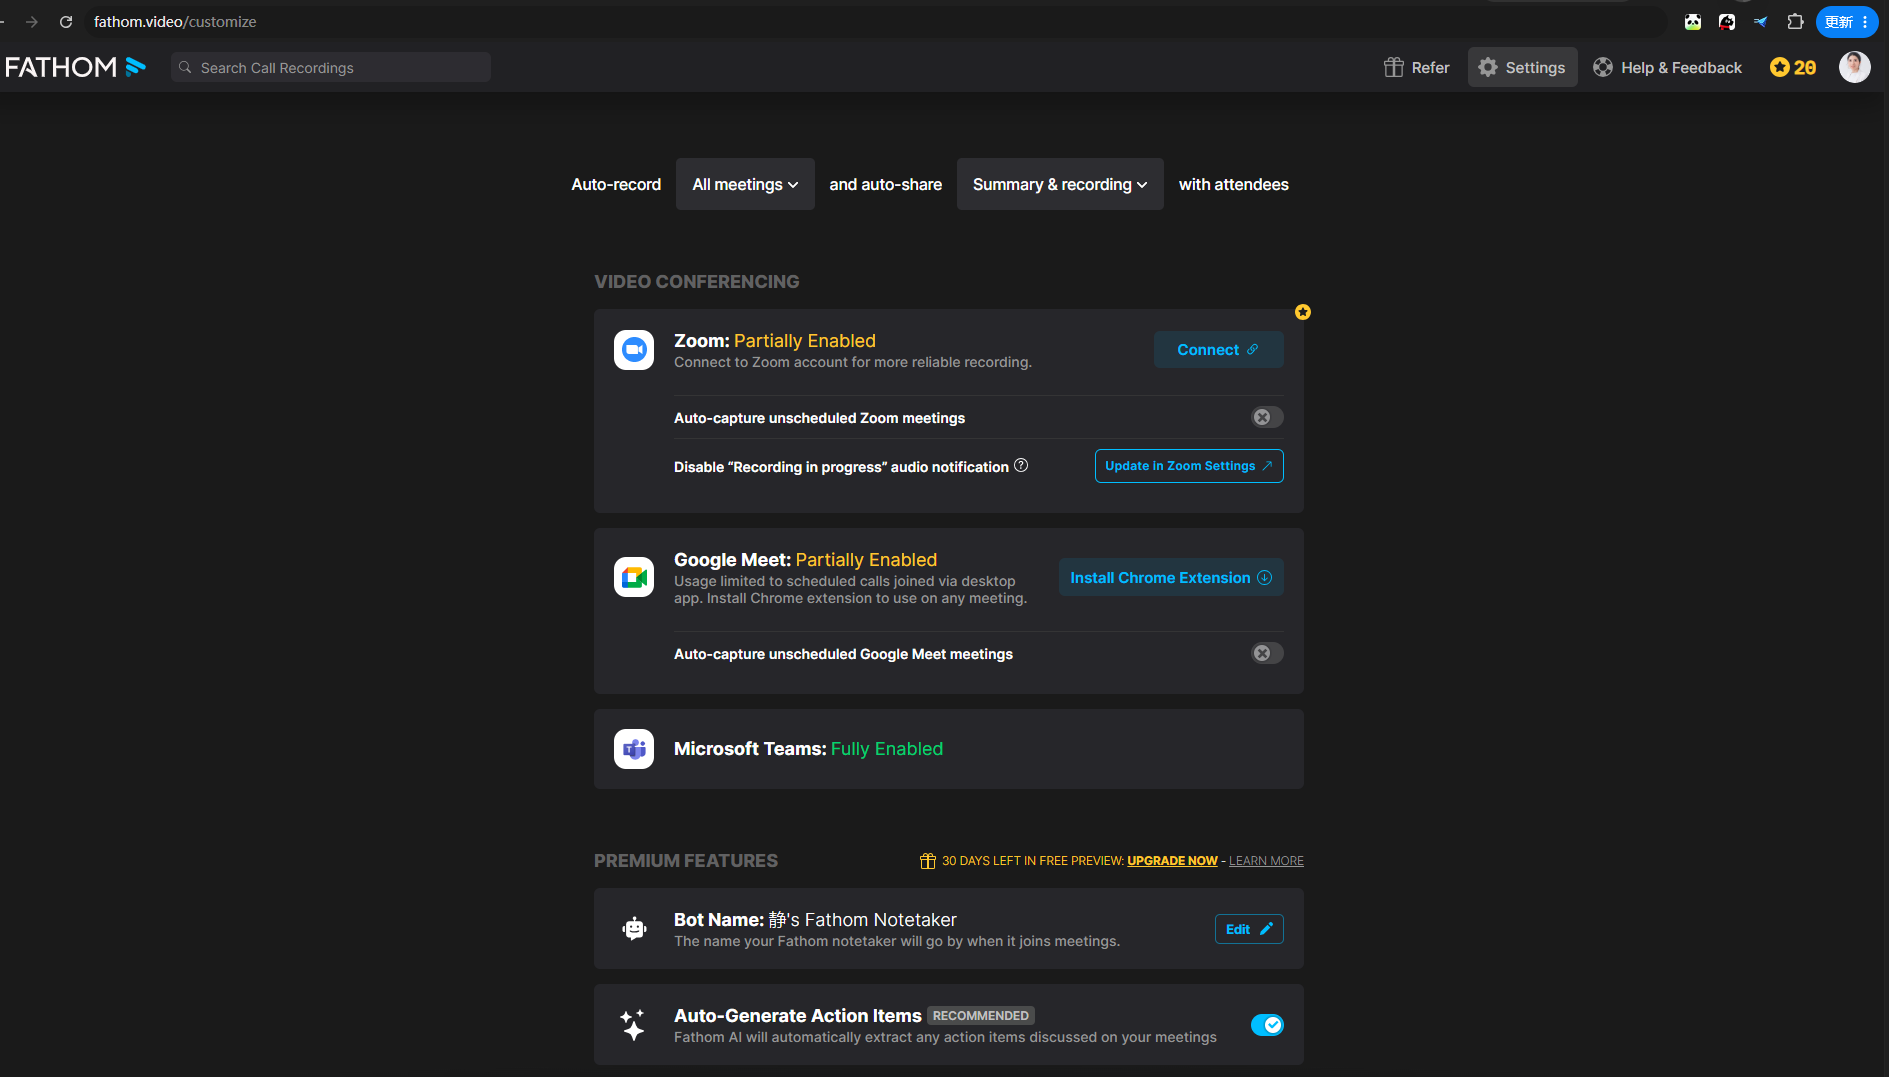 fathom.video/customize
更新
FATHOM
Search Call Recordings
Refer
Settings
Help & Feedback
20
Auto-record All meetings and auto-share Summary & recording with attendees
VIDEO CONFERENCING
Zoom: Partially Enabled
Connect to Zoom account for more reliable recording.
Connect
Auto-capture unscheduled Zoom meetings
Disable “Recording in progress” audio notification
Update in Zoom Settings
Google Meet: Partially Enabled
Usage limited to scheduled calls joined via desktop
app. Install Chrome extension to use on any meeting.
Install Chrome Extension
Auto-capture unscheduled Google Meet meetings
Microsoft Teams: Fully Enabled
PREMIUM FEATURES
30 DAYS LEFT IN FREE PREVIEW: UPGRADE NOW - LEARN MORE
Bot Name: 静's Fathom Notetaker
The name your Fathom notetaker will go by when it joins meetings.
Edit
Auto-Generate Action Items RECOMMENDED
Fathom AI will automatically extract any action items discussed on your meetings